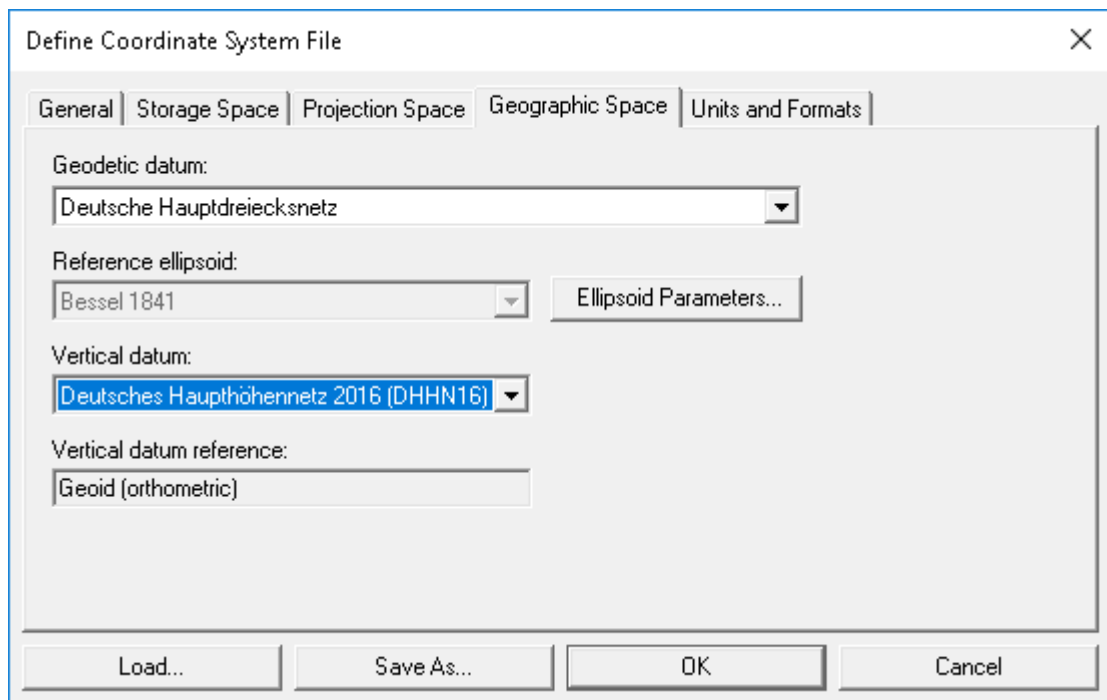 Define Coordinate System File
General Storage Space Projection Space Geographic Space Units and Formats
Geodetic datum:
Deutsche Hauptdreiecksnetz
Reference ellipsoid:
Bessel 1841
Ellipsoid Parameters...
Vertical datum:
Deutsches Haupthöhennetz 2016 (DHHN16)
Vertical datum reference:
Geoid (orthometric)
Load... Save As... OK Cancel